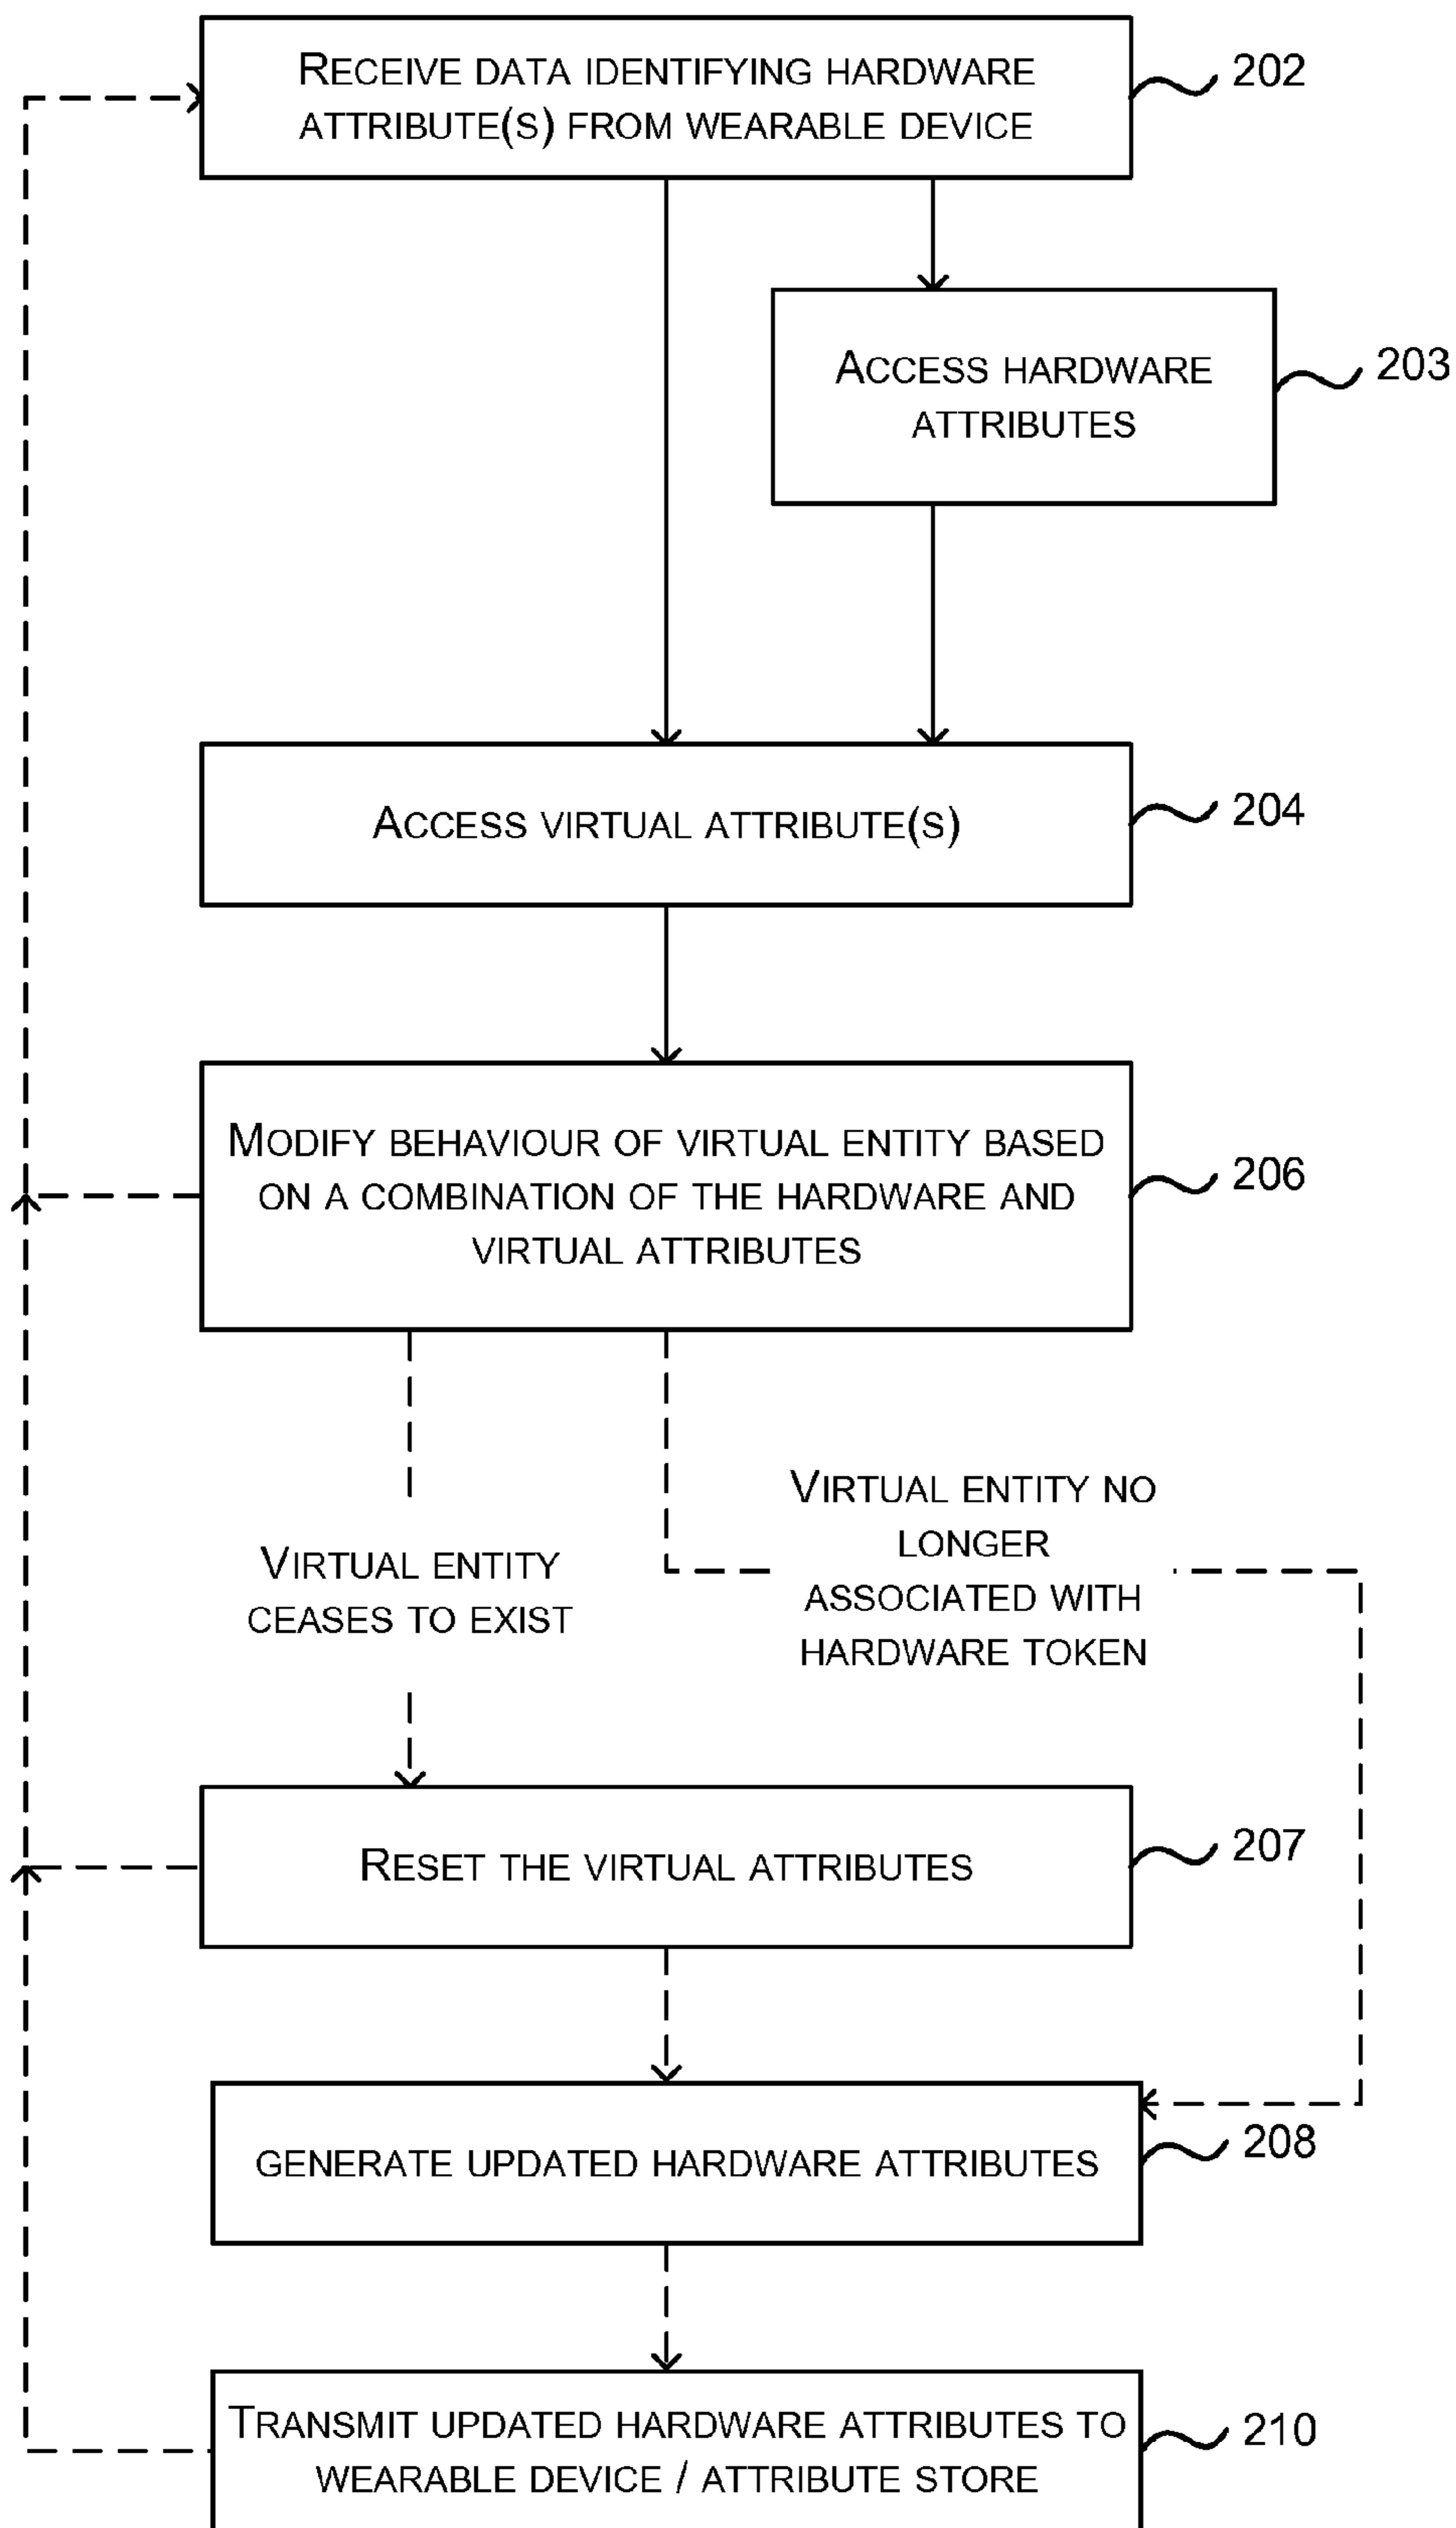 RECEIVE DATA IDENTIFYING HARDWARE
ATTRIBUTE(S) FROM WEARABLE DEVICE
202
ACCESS HARDWARE
ATTRIBUTES
203
ACCESS VIRTUAL ATTRIBUTE(S)
204
MODIFY BEHAVIOUR OF VIRTUAL ENTITY BASED
ON A COMBINATION OF THE HARDWARE AND
VIRTUAL ATTRIBUTES
206
VIRTUAL ENTITY
CEASES TO EXIST
VIRTUAL ENTITY NO
LONGER
ASSOCIATED WITH
HARDWARE TOKEN
RESET THE VIRTUAL ATTRIBUTES
207
GENERATE UPDATED HARDWARE ATTRIBUTES
208
TRANSMIT UPDATED HARDWARE ATTRIBUTES TO
WEARABLE DEVICE / ATTRIBUTE STORE
210